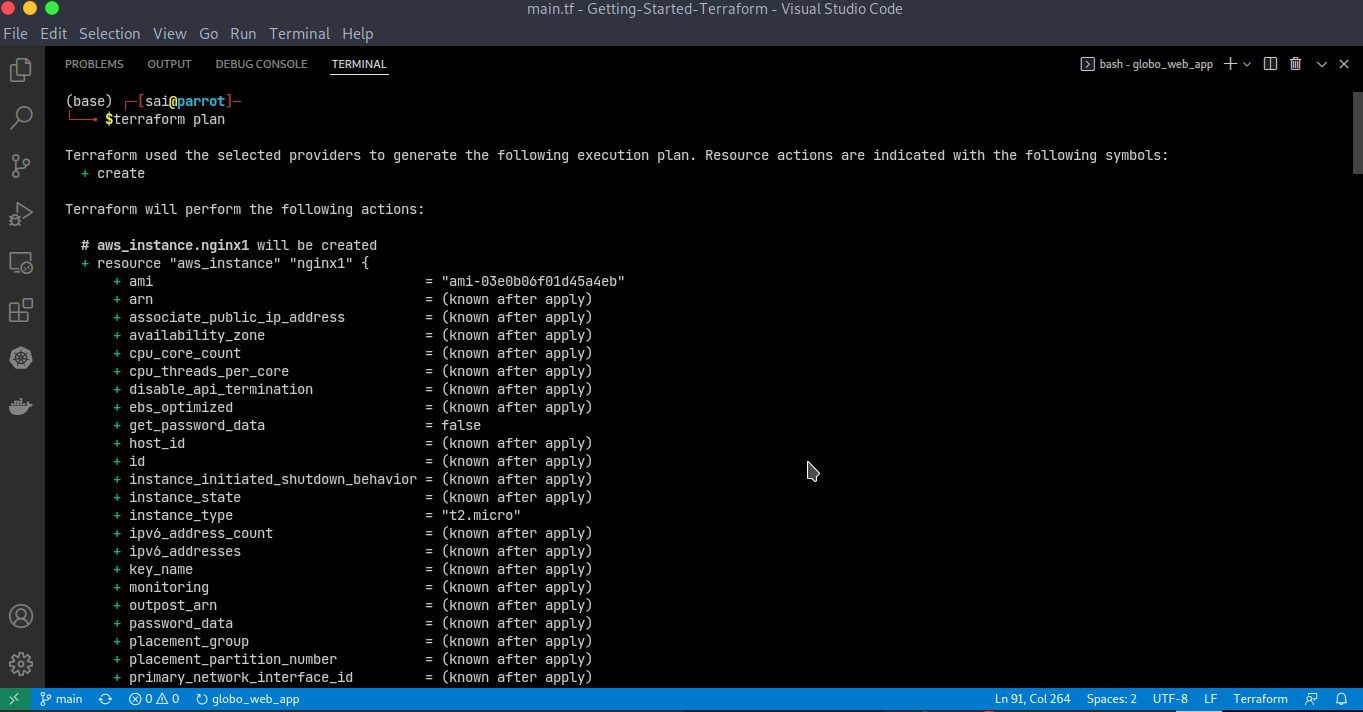 main.tf - Getting-Started-Terraform - Visual Studio Code
File Edit Selection View Go Run Terminal Help
PROBLEMS OUTPUT DEBUG CONSOLE TERMINAL bash - globo_web_app
(base) ┌─[sai@parrot]─
└──╼ $terraform plan
Terraform used the selected providers to generate the following execution plan. Resource actions are indicated with the following symbols:
+ create
Terraform will perform the following actions:
# aws_instance.nginx1 will be created
+ resource "aws_instance" "nginx1" {
+ ami = "ami-03e0b06f01d45a4eb"
+ arn = (known after apply)
+ associate_public_ip_address = (known after apply)
+ availability_zone = (known after apply)
+ cpu_core_count = (known after apply)
+ cpu_threads_per_core = (known after apply)
+ disable_api_termination = (known after apply)
+ ebs_optimized = (known after apply)
+ get_password_data = false
+ host_id = (known after apply)
+ id = (known after apply)
+ instance_initiated_shutdown_behavior = (known after apply)
+ instance_state = (known after apply)
+ instance_type = "t2.micro"
+ ipv6_address_count = (known after apply)
+ ipv6_addresses = (known after apply)
+ key_name = (known after apply)
+ monitoring = (known after apply)
+ outpost_arn = (known after apply)
+ password_data = (known after apply)
+ placement_group = (known after apply)
+ placement_partition_number = (known after apply)
+ primary_network_interface_id = (known after apply)
main 0 0 globo_web_app Ln 91, Col 264 Spaces: 2 UTF-8 LF Terraform